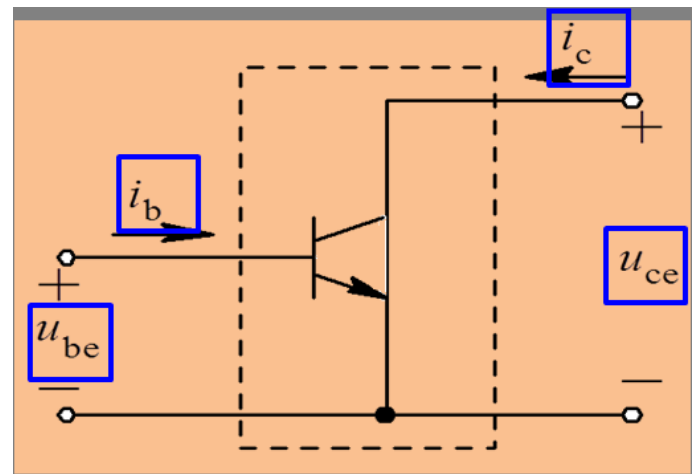 i_c
+
i_b
+
u_ce
u_be
—
—